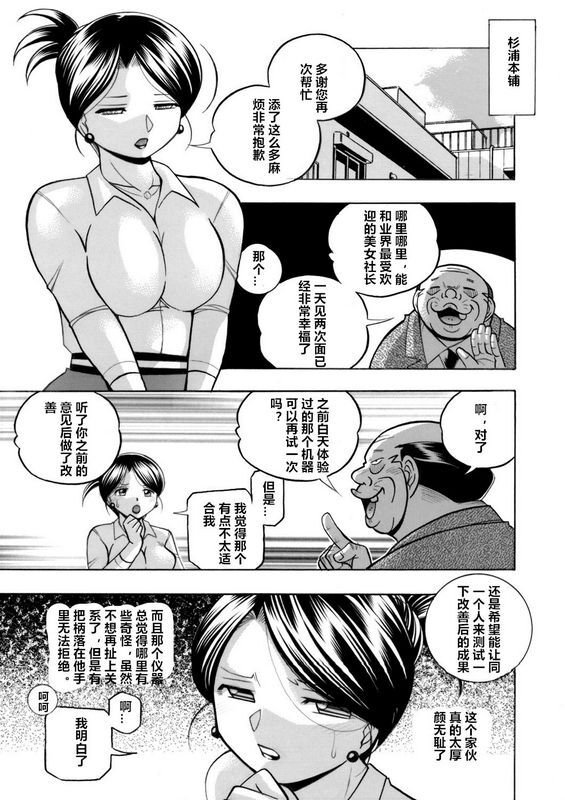 杉浦本铺
多谢您再
次帮忙
添了这么多麻
烦非常抱歉
哪里哪里，能
和业界最受欢
迎的美女社长
一天见两次面已
经非常幸福了
那个…
啊，对了
之前白天体验
过的那个机器
可以再试一次
吗？
听了你之前的
意见后做了改
善
但是…
我觉得那个
有点不太适
合我
还是希望能让同
一个人来测试一
下改善后的成果
这个家伙
真的太厚
颜无耻了
而且那个仪器
总觉得哪里有
些奇怪，虽然
不想再扯上关
系了，但是有
把柄落在他手
里无法拒绝。
啊…
我明白了
呵呵